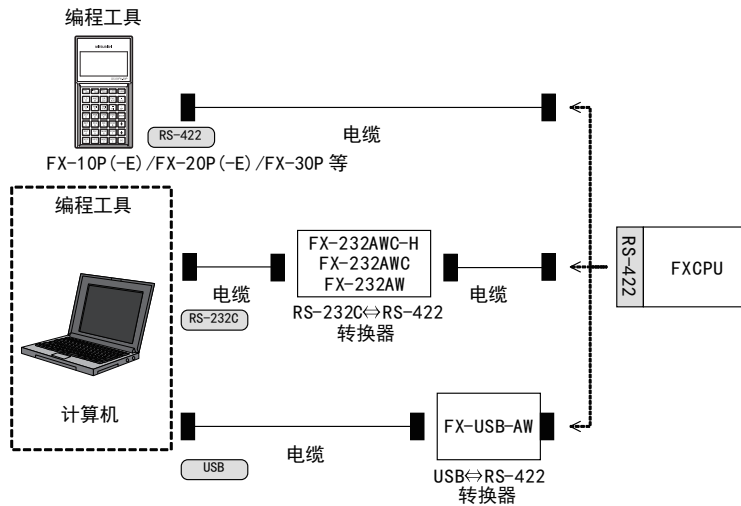 编程工具
RS-422
电缆
FX-10P(-E)/FX-20P(-E)/FX-30P 等
编程工具
计算机
RS-232C
电缆
FX-232AWC-H
FX-232AWC
FX-232AW
RS-232C⇔RS-422
转换器
电缆
RS-422
FXCPU
USB
电缆
FX-USB-AW
USB⇔RS-422
转换器